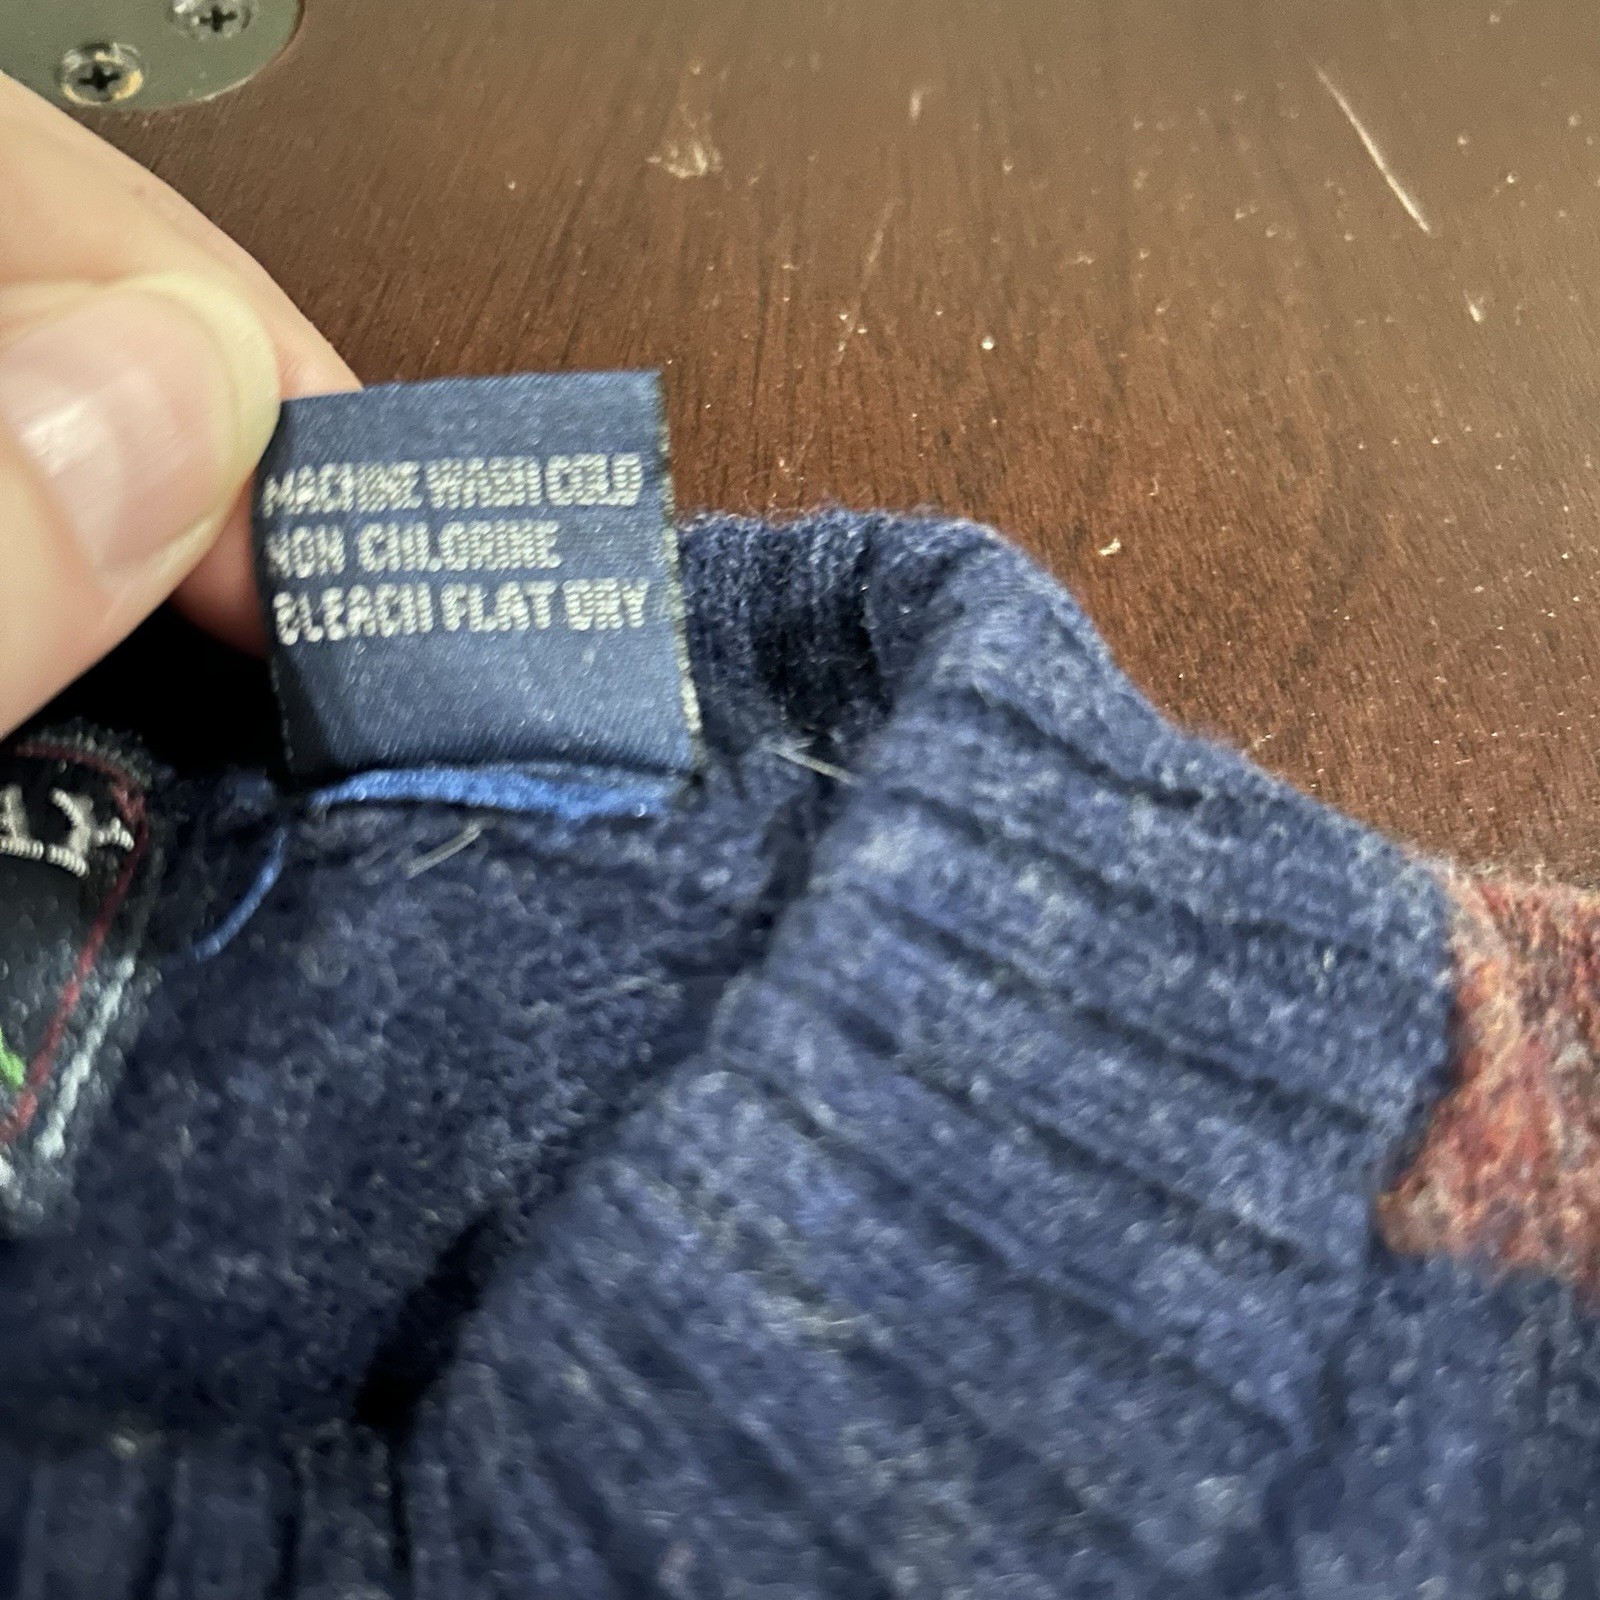 MACHINE WASH COLD
NON CHLORINE
BLEACH FLAT DRY